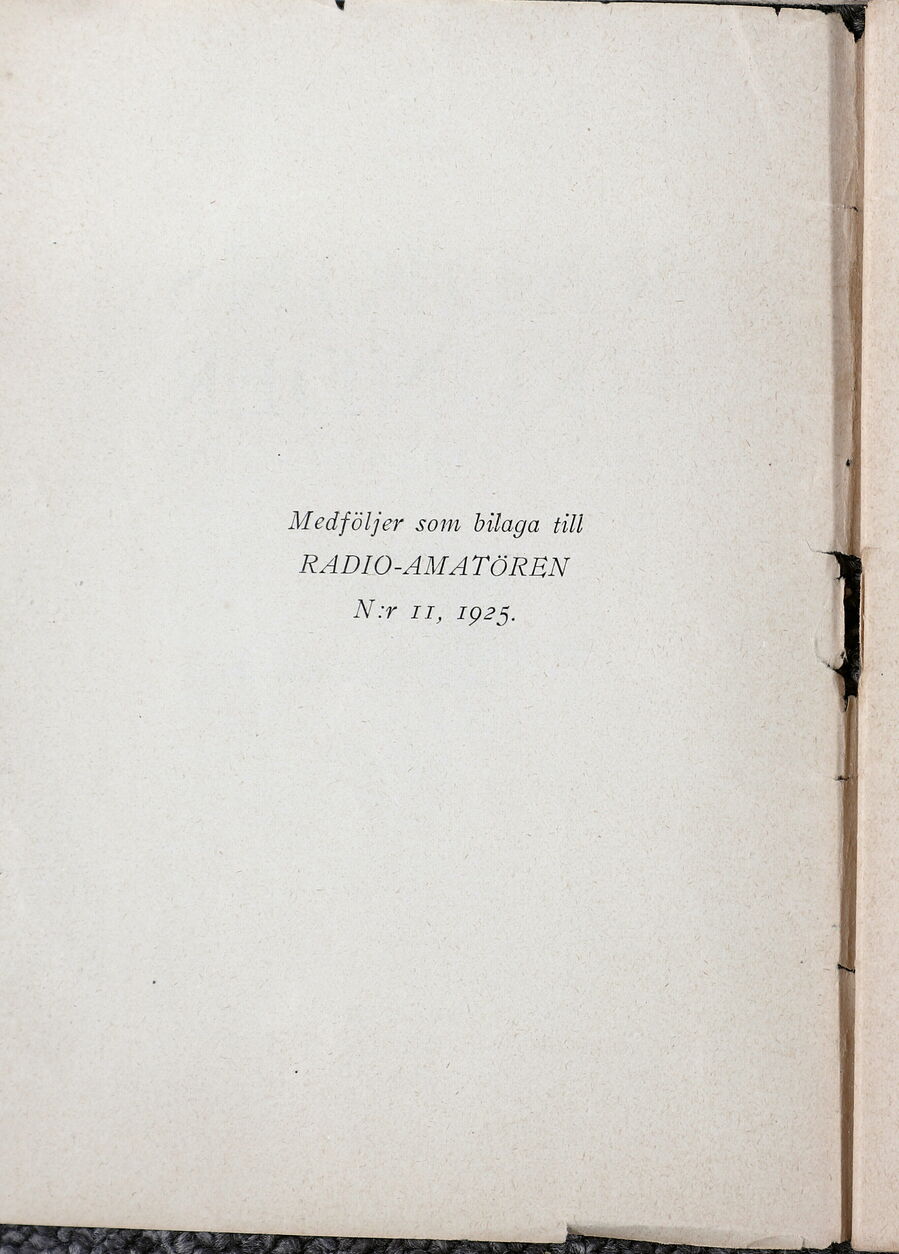 Medföljer som bilaga till
RADIO-AMATÖREN
N:r 11, 1925.